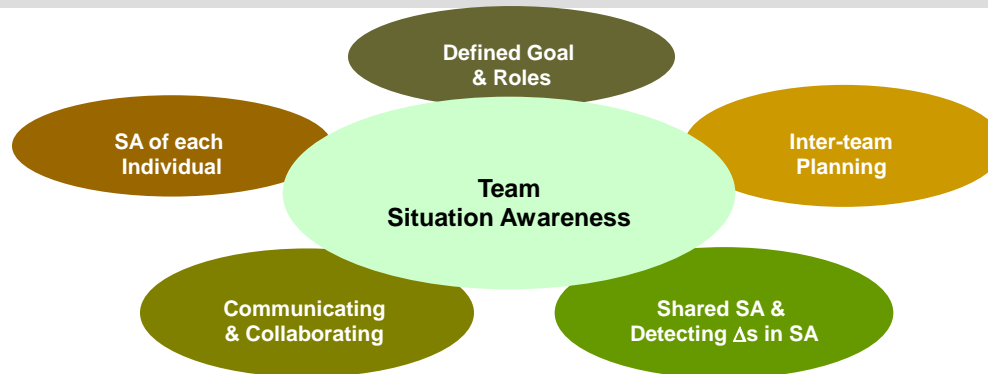 Defined Goal
& Roles
SA of each
Individual
Inter-team
Planning
Team
Situation Awareness
Communicating
& Collaborating
Shared SA &
Detecting Δs in SA